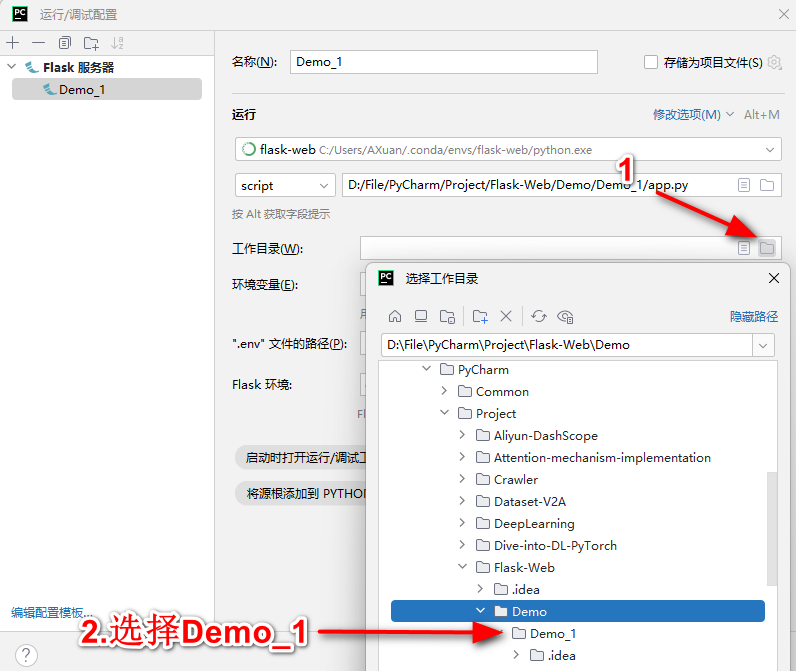 PC 运行/调试配置
Flask 服务器
Demo_1
编辑配置模板...
名称(N): Demo_1
存储为项目文件(S)
运行
修改选项(M) Alt+M
flask-web C:/Users/AXuan/.conda/envs/flask-web/python.exe
script D:/File/PyCharm/Project/Flask-Web/Demo/Demo_1/app.py
1
按 Alt 获取字段提示
工作目录(W):
环境变量(E):
".env" 文件的路径(P):
Flask 环境:
启动时打开运行/调试工
将源根添加到 PYTHON
PC 选择工作目录
隐藏路径
D:\File\PyCharm\Project\Flask-Web\Demo
PyCharm
Common
Project
Aliyun-DashScope
Attention-mechanism-implementation
Crawler
Dataset-V2A
DeepLearning
Dive-into-DL-PyTorch
Flask-Web
.idea
Demo
Demo_1
.idea
2.选择Demo_1